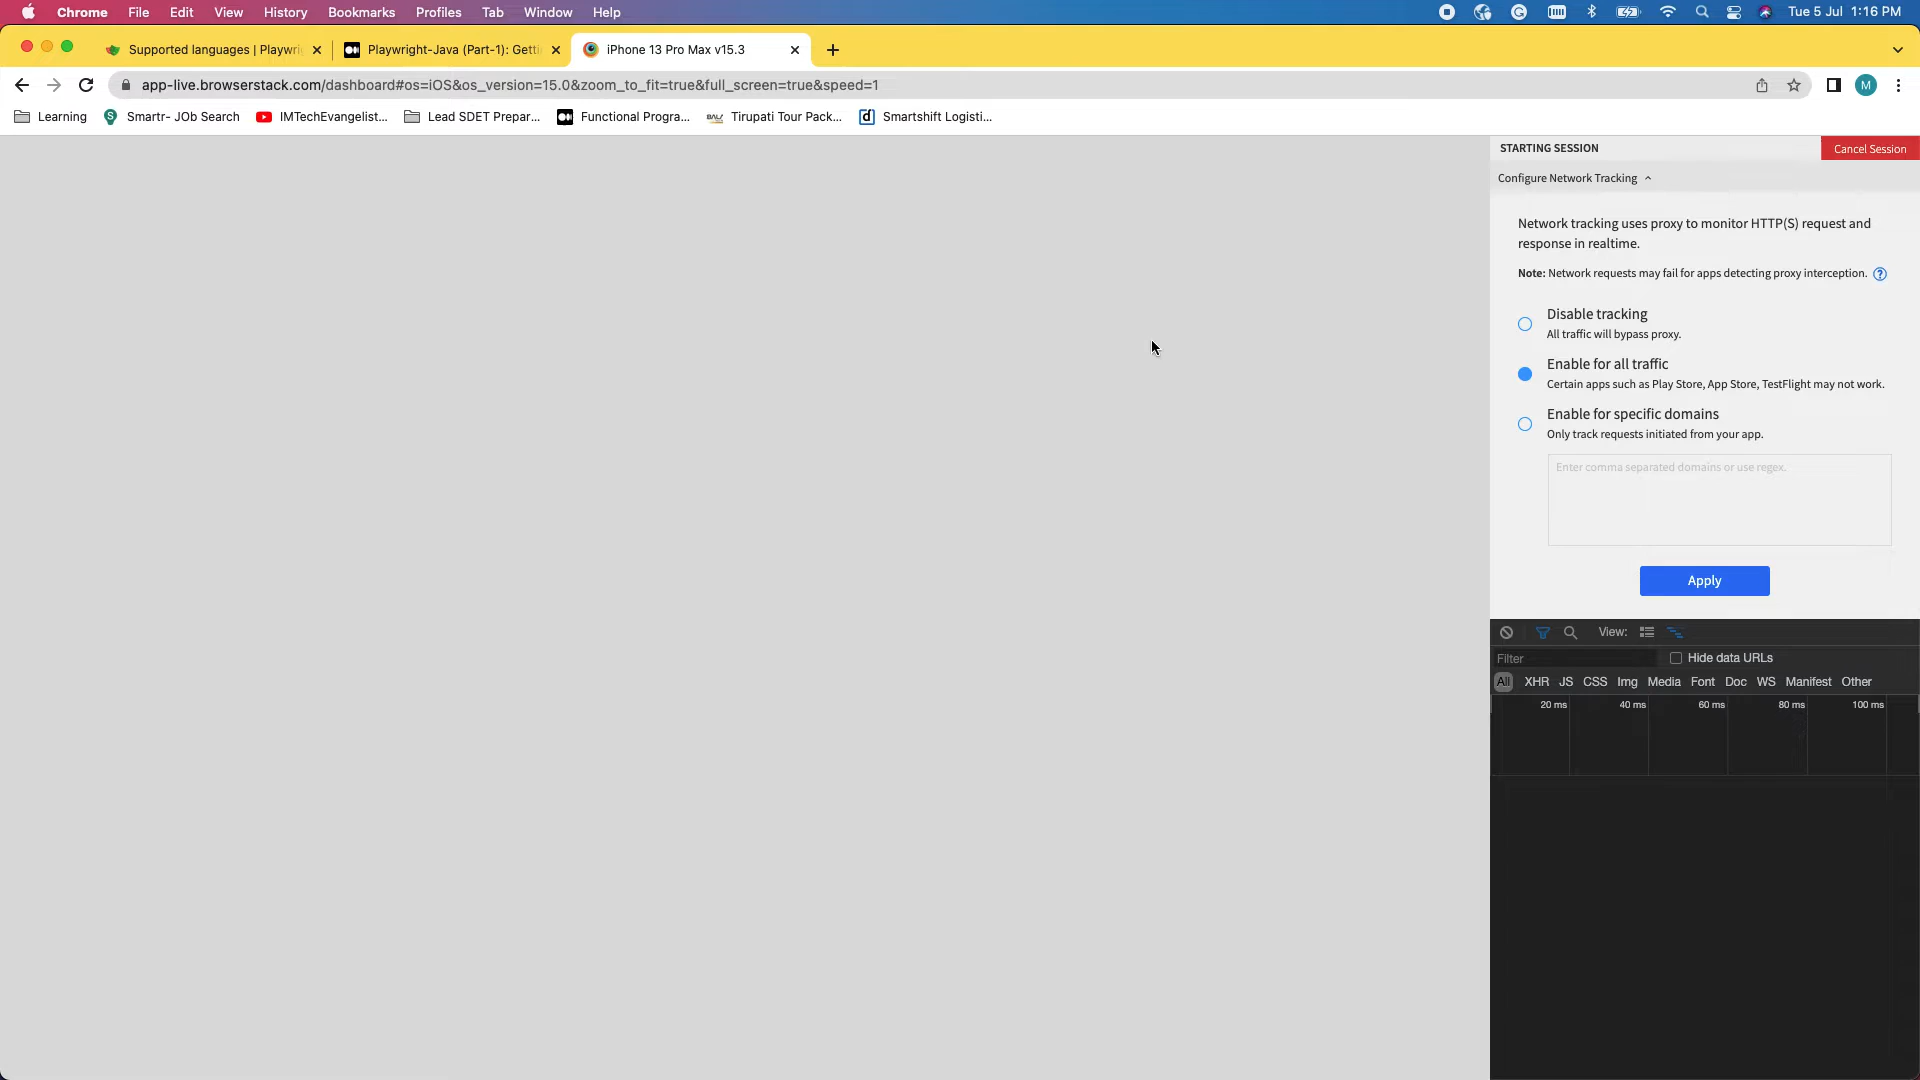 Chrome File Edit View History Bookmarks Profiles Tab Window Help Tue 5 Jul 1:16 PM
Supported languages | Playwri Playwright-Java (Part-1): Getti iPhone 13 Pro Max v15.3
app-live.browserstack.com/dashboard#os=iOS&os_version=15.0&zoom_to_fit=true&full_screen=true&speed=1 M
Learning Smartr- JOb Search IMTechEvangelist... Lead SDET Prepar... Functional Progra... Tirupati Tour Pack... Smartshift Logisti...
STARTING SESSION Cancel Session
Configure Network Tracking
Network tracking uses proxy to monitor HTTP(S) request and
response in realtime.
Note: Network requests may fail for apps detecting proxy interception. ?
Disable tracking
All traffic will bypass proxy.
Enable for all traffic
Certain apps such as Play Store, App Store, TestFlight may not work.
Enable for specific domains
Only track requests initiated from your app.
Enter comma separated domains or use regex.
Apply
View:
Filter Hide data URLs
All XHR JS CSS Img Media Font Doc WS Manifest Other
20 ms 40 ms 60 ms 80 ms 100 ms